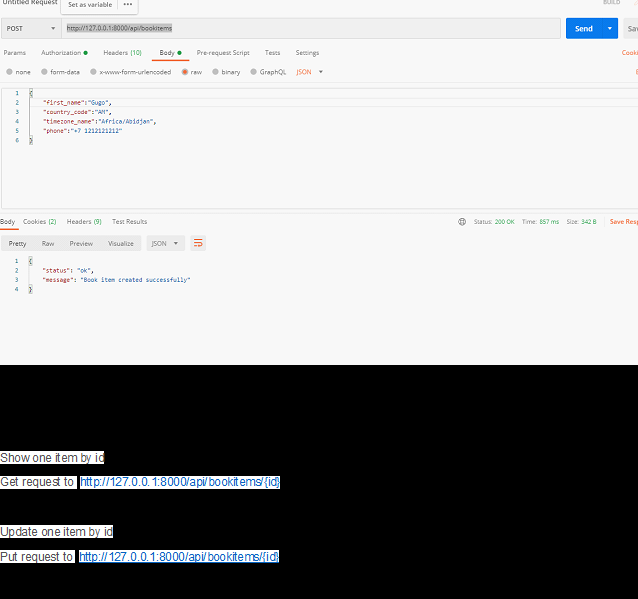 Untitled Request
Set as variable
BUILD
POST
http://127.0.0.1:8000/api/bookitems
Send
Sav
Params Authorization Headers (10) Body Pre-request Script Tests Settings
Cook
none form-data x-www-form-urlencoded raw binary GraphQL JSON
1 {
2 "first_name":"Gugo",
3 "country_code":"AM",
4 "timezone_name":"Africa/Abidjan",
5 "phone":"+7 1212121212"
6 }
Body Cookies (2) Headers (9) Test Results Status: 200 OK Time: 857 ms Size: 342 B Save Resp
Pretty Raw Preview Visualize JSON
1 {
2 "status": "ok",
3 "message": "Book item created successfully"
4 }
Show one item by id
Get request to http://127.0.0.1:8000/api/bookitems/{id}
Update one item by id
Put request to http://127.0.0.1:8000/api/bookitems/{id}